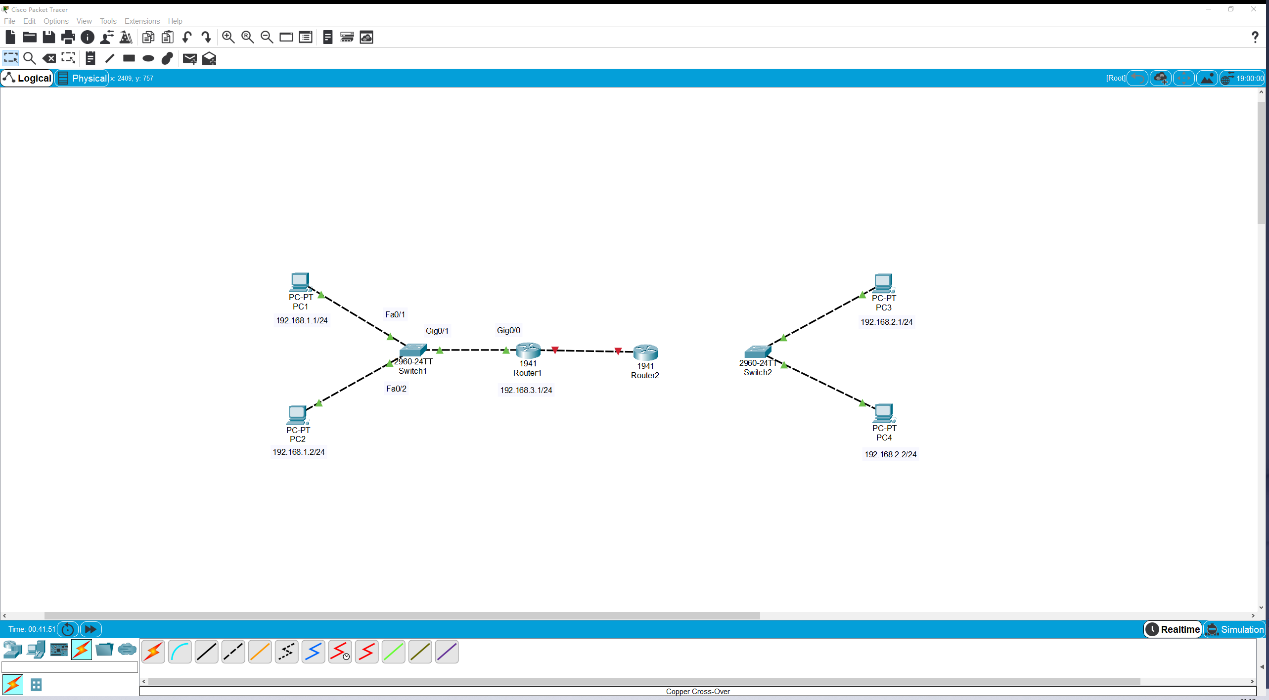 Cisco Packet Tracer
File Edit Options View Tools Extensions Help
?
Logical Physical x: 2409, y: 757 [Root] 19:00:00
PC-PT
PC1
192.168.1.1/24
Fa0/1
Gig0/1
Gig0/0
2960-24TT
Switch1
1941
Router1
1941
Router2
Fa0/2
192.168.3.1/24
PC-PT
PC2
192.168.1.2/24
PC-PT
PC3
192.168.2.1/24
2960-24TT
Switch2
PC-PT
PC4
192.168.2.2/24
Time: 00:41:51 Realtime Simulation
Copper Cross-Over